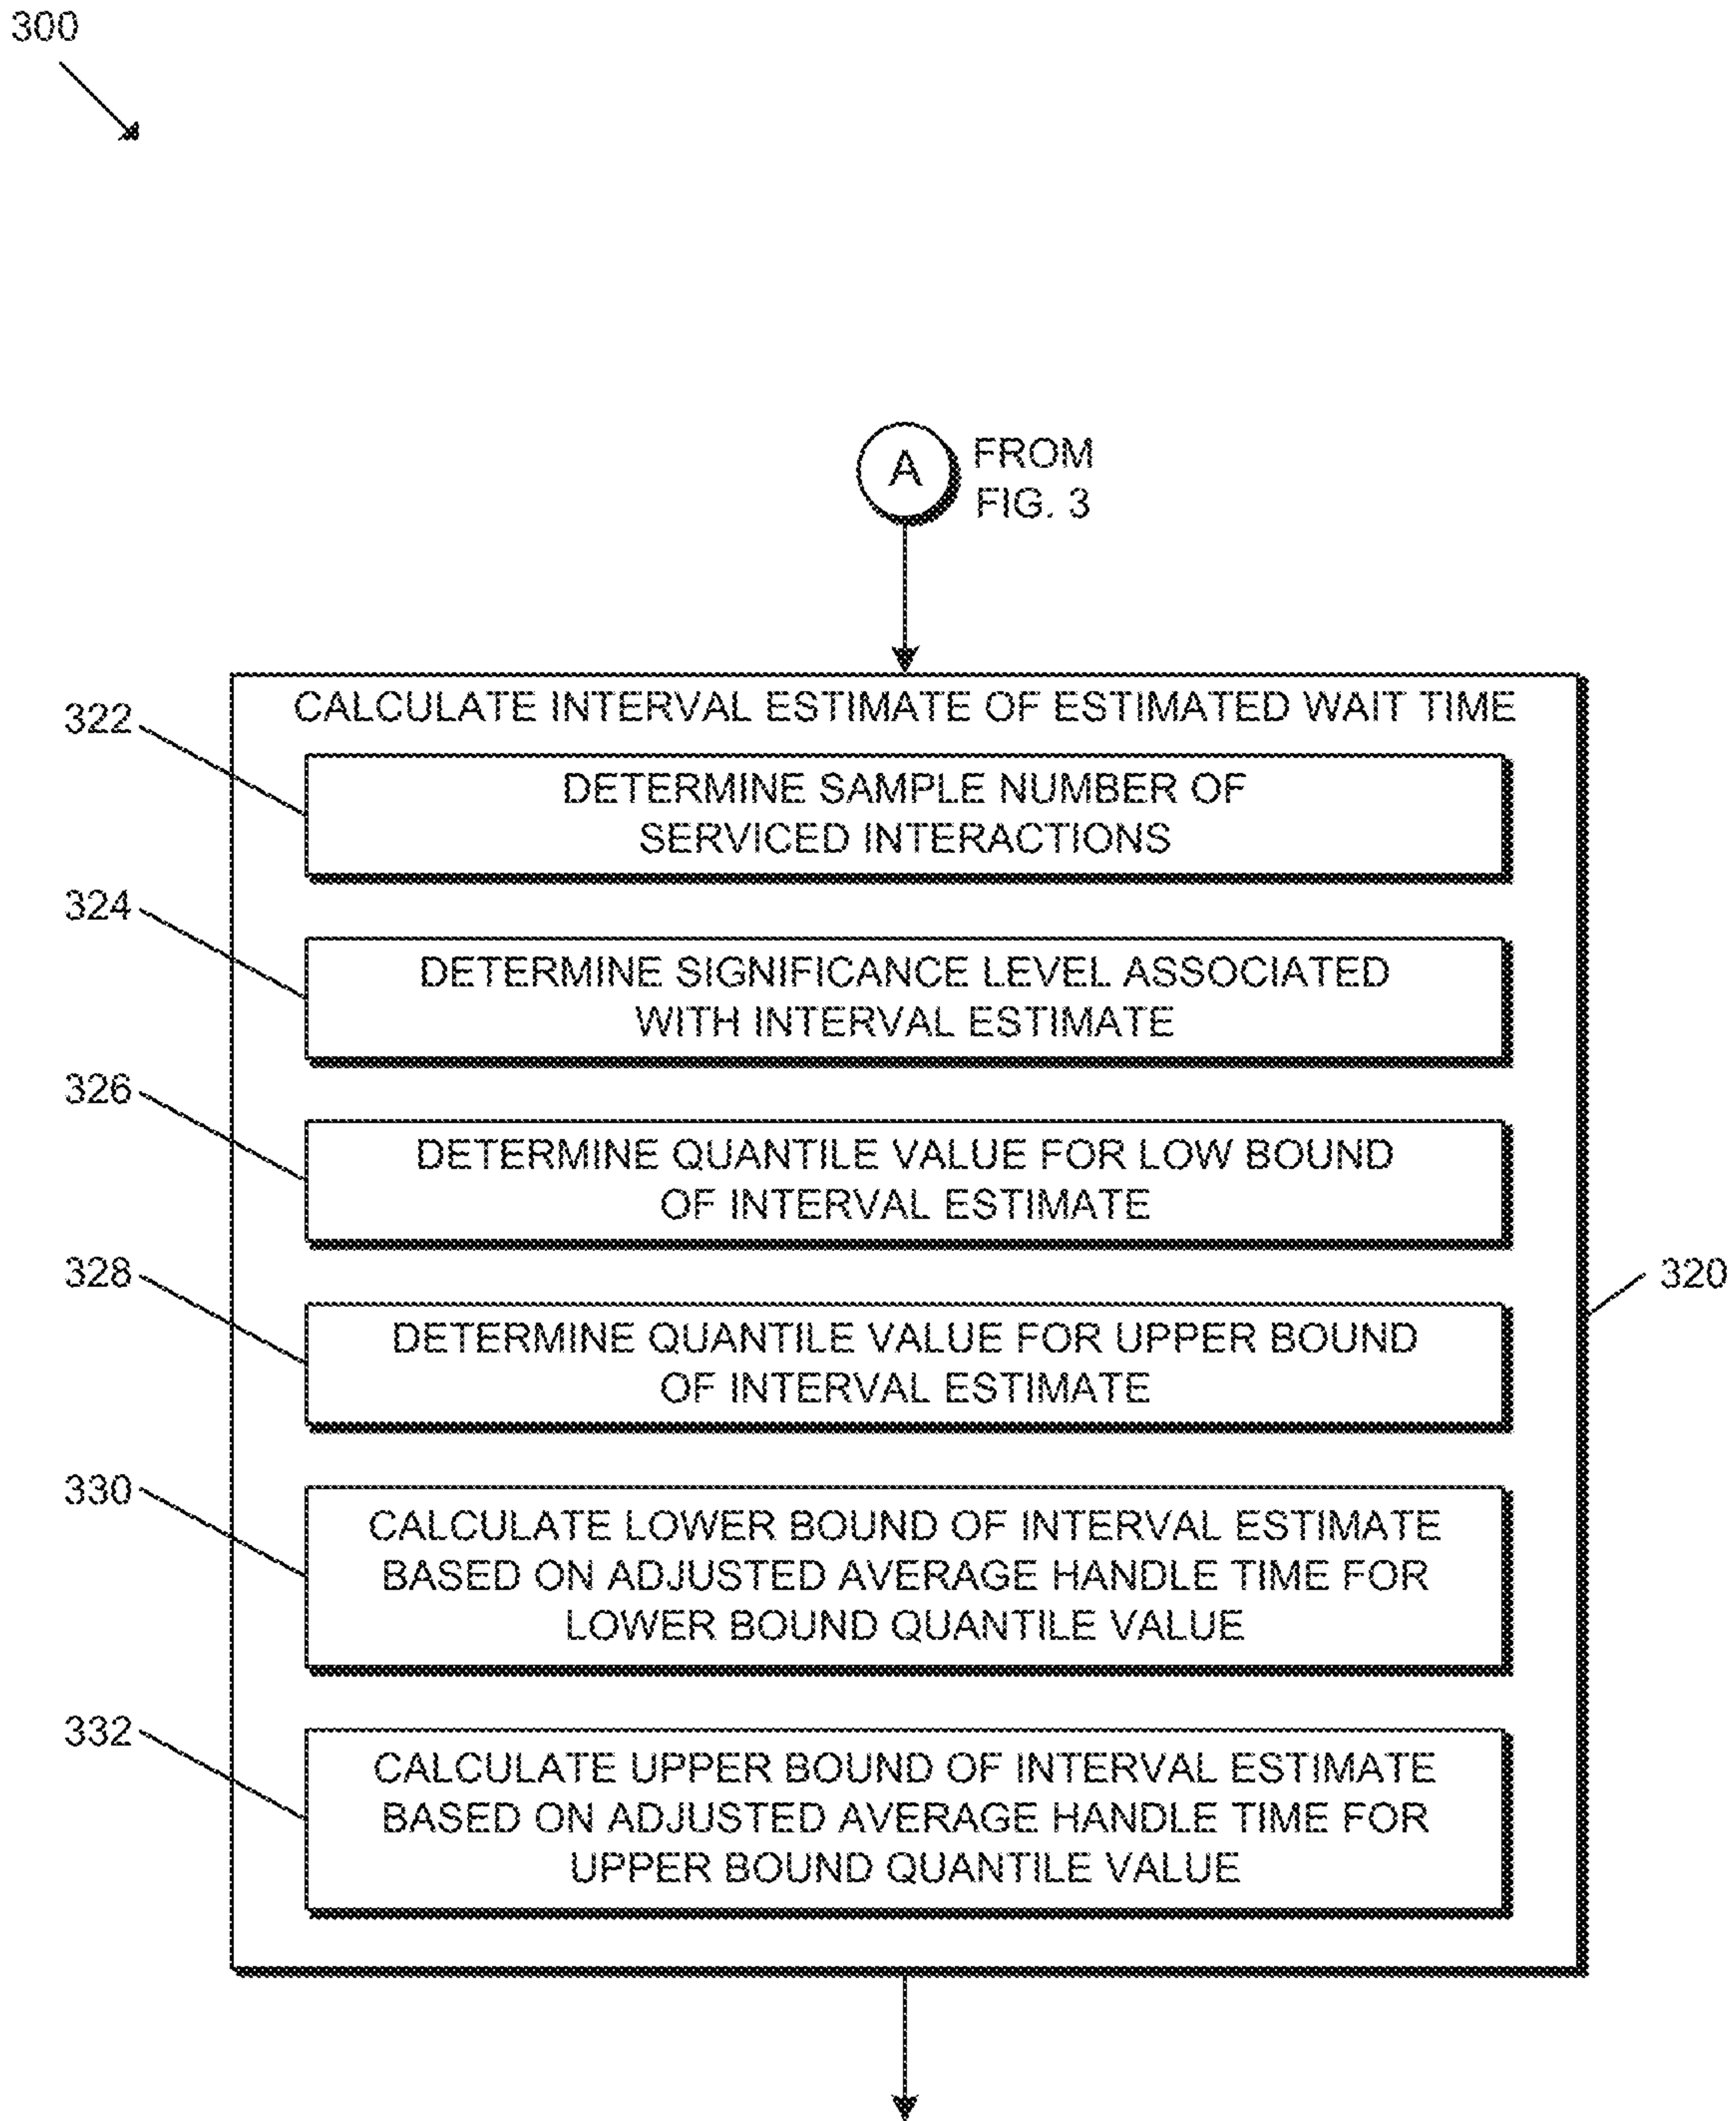 300
A
FROM
FIG. 3
CALCULATE INTERVAL ESTIMATE OF ESTIMATED WAIT TIME
322
DETERMINE SAMPLE NUMBER OF
SERVICED INTERACTIONS
324
DETERMINE SIGNIFICANCE LEVEL ASSOCIATED
WITH INTERVAL ESTIMATE
326
DETERMINE QUANTILE VALUE FOR LOW BOUND
OF INTERVAL ESTIMATE
328
DETERMINE QUANTILE VALUE FOR UPPER BOUND
OF INTERVAL ESTIMATE
320
330
CALCULATE LOWER BOUND OF INTERVAL ESTIMATE
BASED ON ADJUSTED AVERAGE HANDLE TIME FOR
LOWER BOUND QUANTILE VALUE
332
CALCULATE UPPER BOUND OF INTERVAL ESTIMATE
BASED ON ADJUSTED AVERAGE HANDLE TIME FOR
UPPER BOUND QUANTILE VALUE